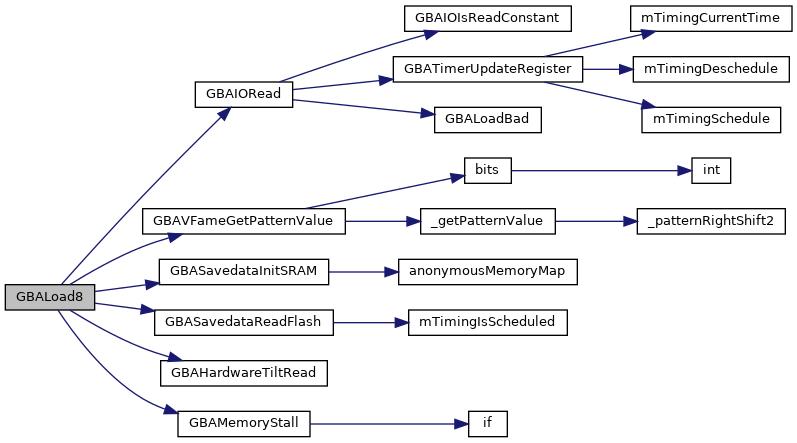 GBALoad8
GBAIORead
GBAIOIsReadConstant
GBATimerUpdateRegister
GBALoadBad
mTimingCurrentTime
mTimingDeschedule
mTimingSchedule
GBAVFameGetPatternValue
bits
int
_getPatternValue
_patternRightShift2
GBASavedataInitSRAM
anonymousMemoryMap
GBASavedataReadFlash
mTimingIsScheduled
GBAHardwareTiltRead
GBAMemoryStall
if